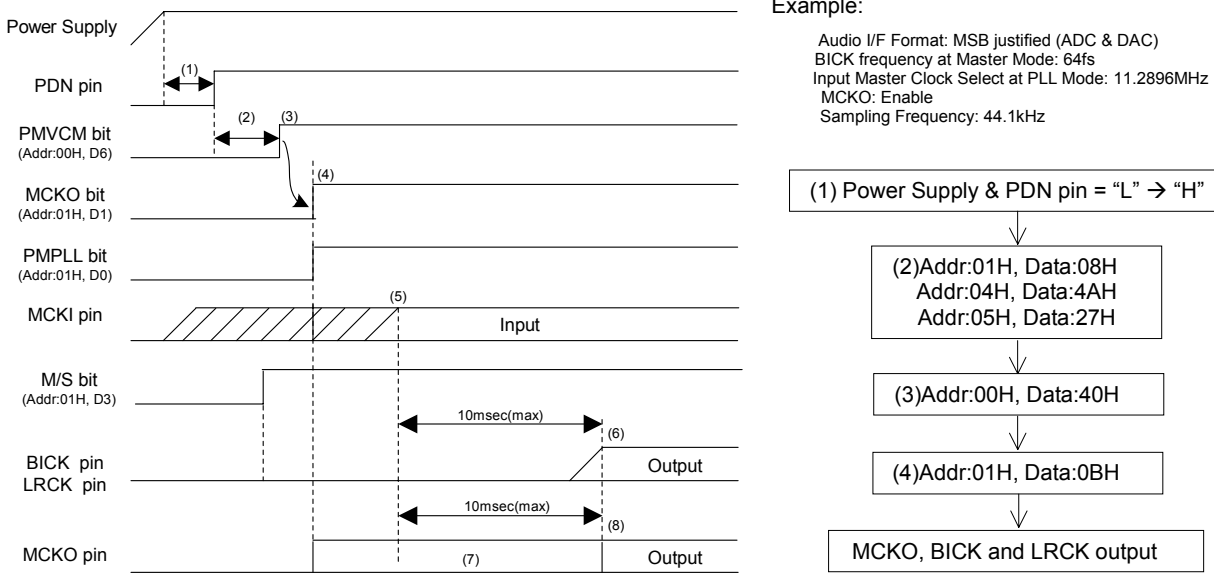 Power Supply
(1)
PDN pin
(2)
(3)
PMVCM bit
(Addr:00H, D6)
(4)
MCKO bit
(Addr:01H, D1)
PMPLL bit
(Addr:01H, D0)
(5)
MCKI pin
Input
M/S bit
(Addr:01H, D3)
10msec(max)
(6)
BICK pin
LRCK pin
Output
10msec(max)
(8)
MCKO pin
(7)
Output
Example:
Audio I/F Format: MSB justified (ADC & DAC)
BICK frequency at Master Mode: 64fs
Input Master Clock Select at PLL Mode: 11.2896MHz
MCKO: Enable
Sampling Frequency: 44.1kHz
(1) Power Supply & PDN pin = “L” → “H”
(2)Addr:01H, Data:08H
Addr:04H, Data:4AH
Addr:05H, Data:27H
(3)Addr:00H, Data:40H
(4)Addr:01H, Data:0BH
MCKO, BICK and LRCK output